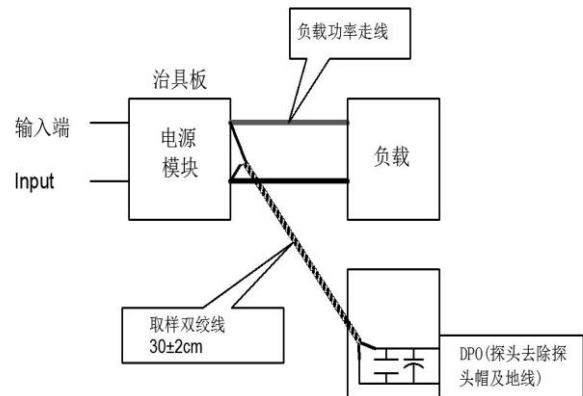 负载功率走线
治具板
输入端
Input
电源
模块
负载
取样双绞线
30±2cm
DPO(探头去除探
头帽及地线)